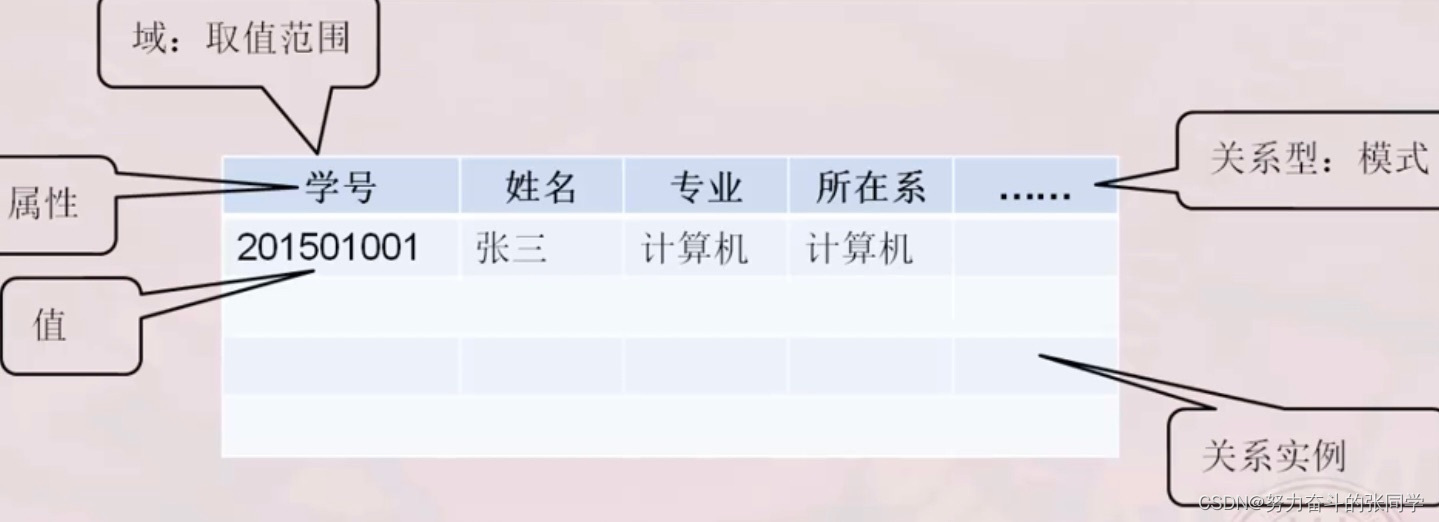 域：取值范围
关系型：模式
属性
学号 姓名 专业 所在系 ……
201501001 张三 计算机 计算机
值
关系实例
CSDN@努力奋斗的张同学